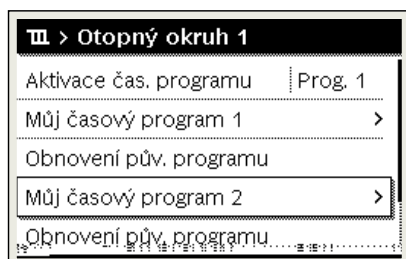 > Otopný okruh 1
Aktivace čas. programu Prog. 1
Můj časový program 1 >
Obnovení pův. programu
Můj časový program 2 >
Obnovení pův. programu